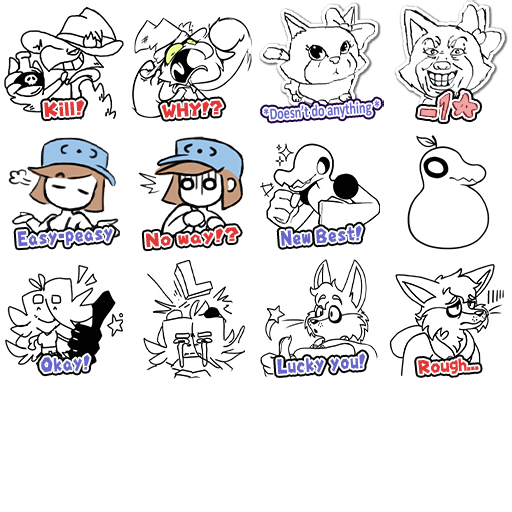 Kill!
WHY!?
*Doesn't do anything*
-1★
Easy-peasy
No way!?
New Best!
L
Okay!
Lucky you!
Rough...